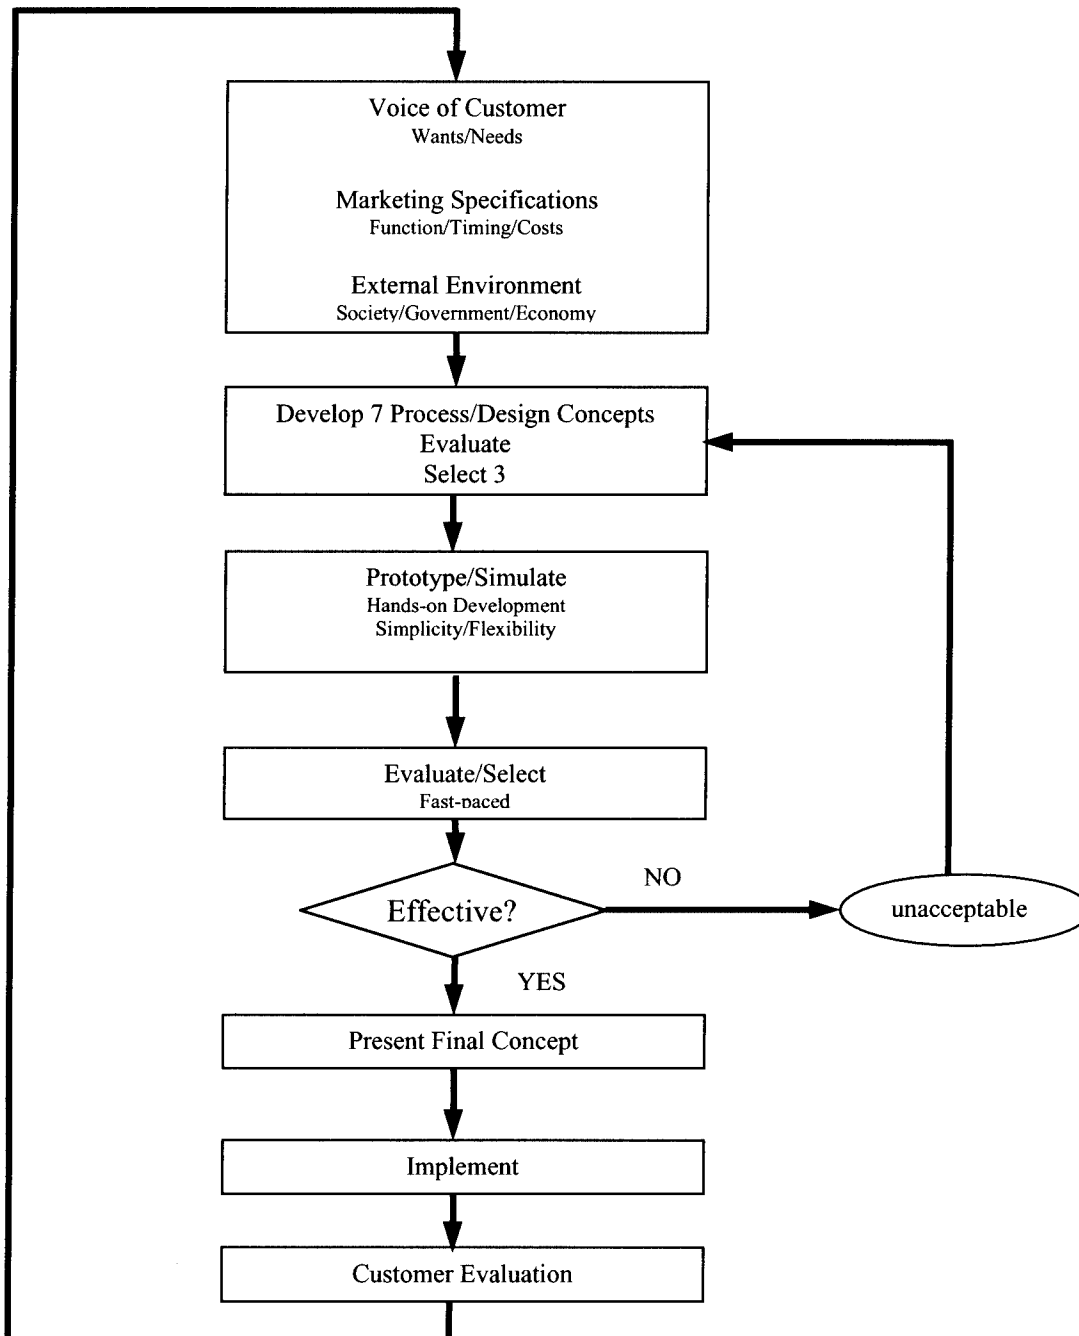 Voice of Customer
Wants/Needs
Marketing Specifications
Function/Timing/Costs
External Environment
Society/Government/Economy
Develop 7 Process/Design Concepts
Evaluate
Select 3
Prototype/Simulate
Hands-on Development
Simplicity/Flexibility
Evaluate/Select
Fast-paced
Effective?
NO
unacceptable
YES
Present Final Concept
Implement
Customer Evaluation